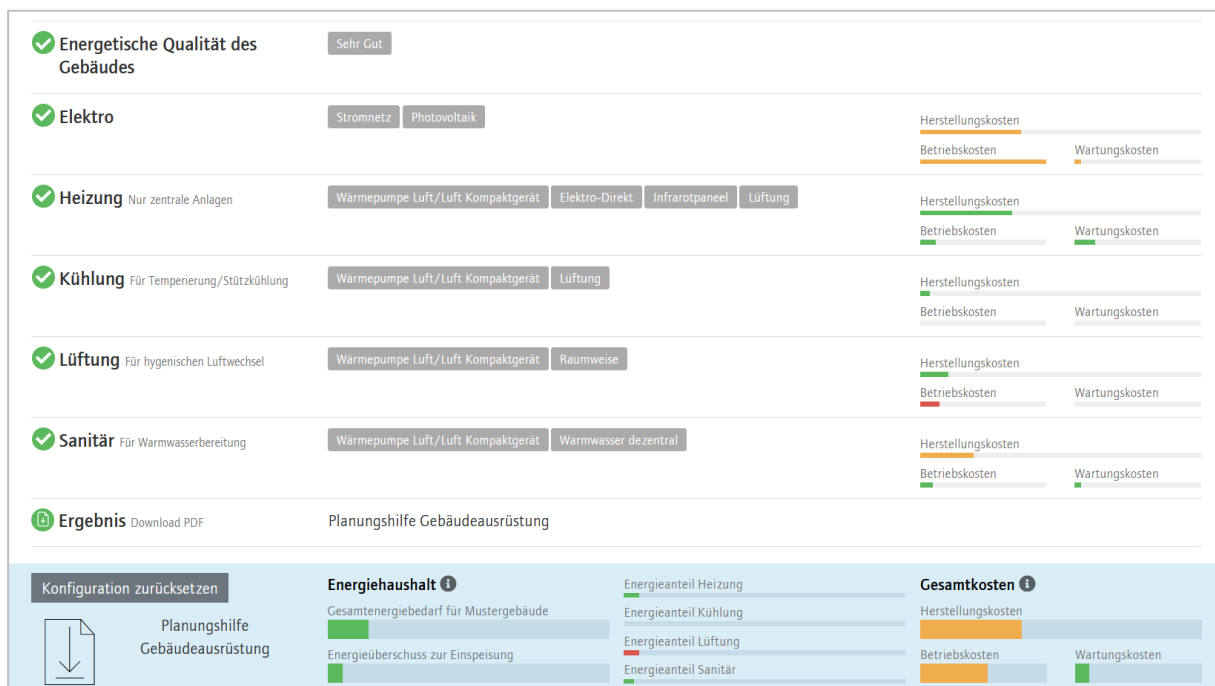 Energetische Qualität des
Gebäudes
Sehr Gut
Elektro
Stromnetz Photovoltaik
Herstellungskosten
Betriebskosten Wartungskosten
Heizung Nur zentrale Anlagen
Wärmepumpe Luft/Luft Kompaktgerät Elektro-Direkt Infrarotpaneel Lüftung
Herstellungskosten
Betriebskosten Wartungskosten
Kühlung Für Temperierung/Stützkühlung
Wärmepumpe Luft/Luft Kompaktgerät Lüftung
Herstellungskosten
Betriebskosten Wartungskosten
Lüftung Für hygenischen Luftwechsel
Wärmepumpe Luft/Luft Kompaktgerät Raumweise
Herstellungskosten
Betriebskosten Wartungskosten
Sanitär Für Warmwasserbereitung
Wärmepumpe Luft/Luft Kompaktgerät Warmwasser dezentral
Herstellungskosten
Betriebskosten Wartungskosten
Ergebnis Download PDF
Planungshilfe Gebäudeausrüstung
Konfiguration zurücksetzen
Planungshilfe
Gebäudeausrüstung
Energiehaushalt i
Gesamtenergiebedarf für Mustergebäude
Energieüberschuss zur Einspeisung
Energieanteil Heizung
Energieanteil Kühlung
Energieanteil Lüftung
Energieanteil Sanitär
Gesamtkosten i
Herstellungskosten
Betriebskosten Wartungskosten